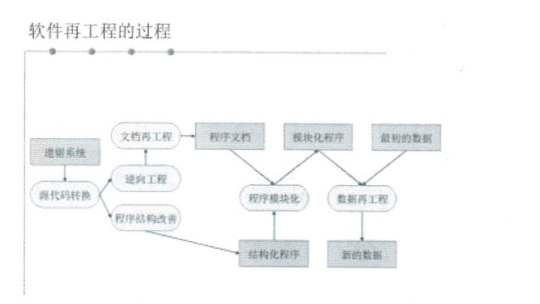 软件再工程的过程
文档再工程
程序文档
模块化程序
最初的数据
遗留系统
逆向工程
源代码转换
程序模块化
数据再工程
程序结构改善
结构化程序
新的数据